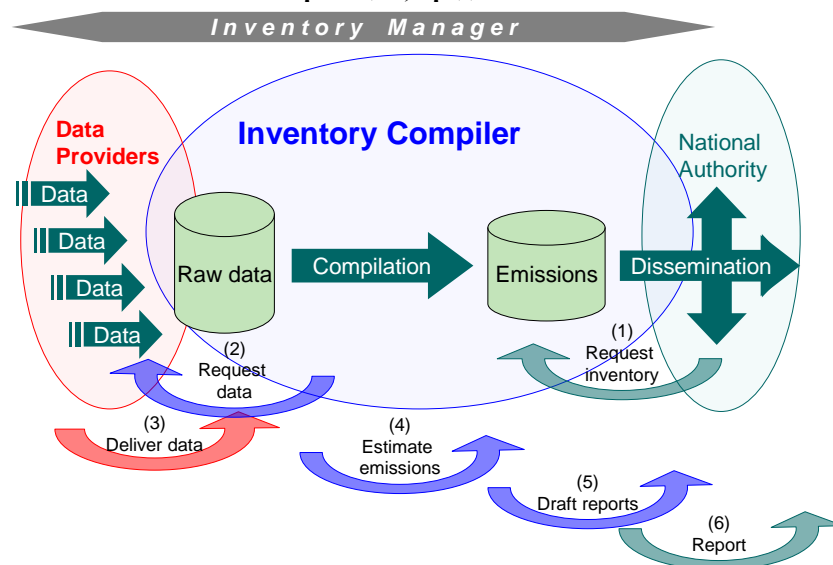 Inventory Manager
Data
Providers
Inventory Compiler
National
Authority
Data
Data
Data
Data
Raw data
Compilation
Emissions
Dissemination
(1)
Request
inventory
(2)
Request
data
(3)
Deliver data
(4)
Estimate
emissions
(5)
Draft reports
(6)
Report